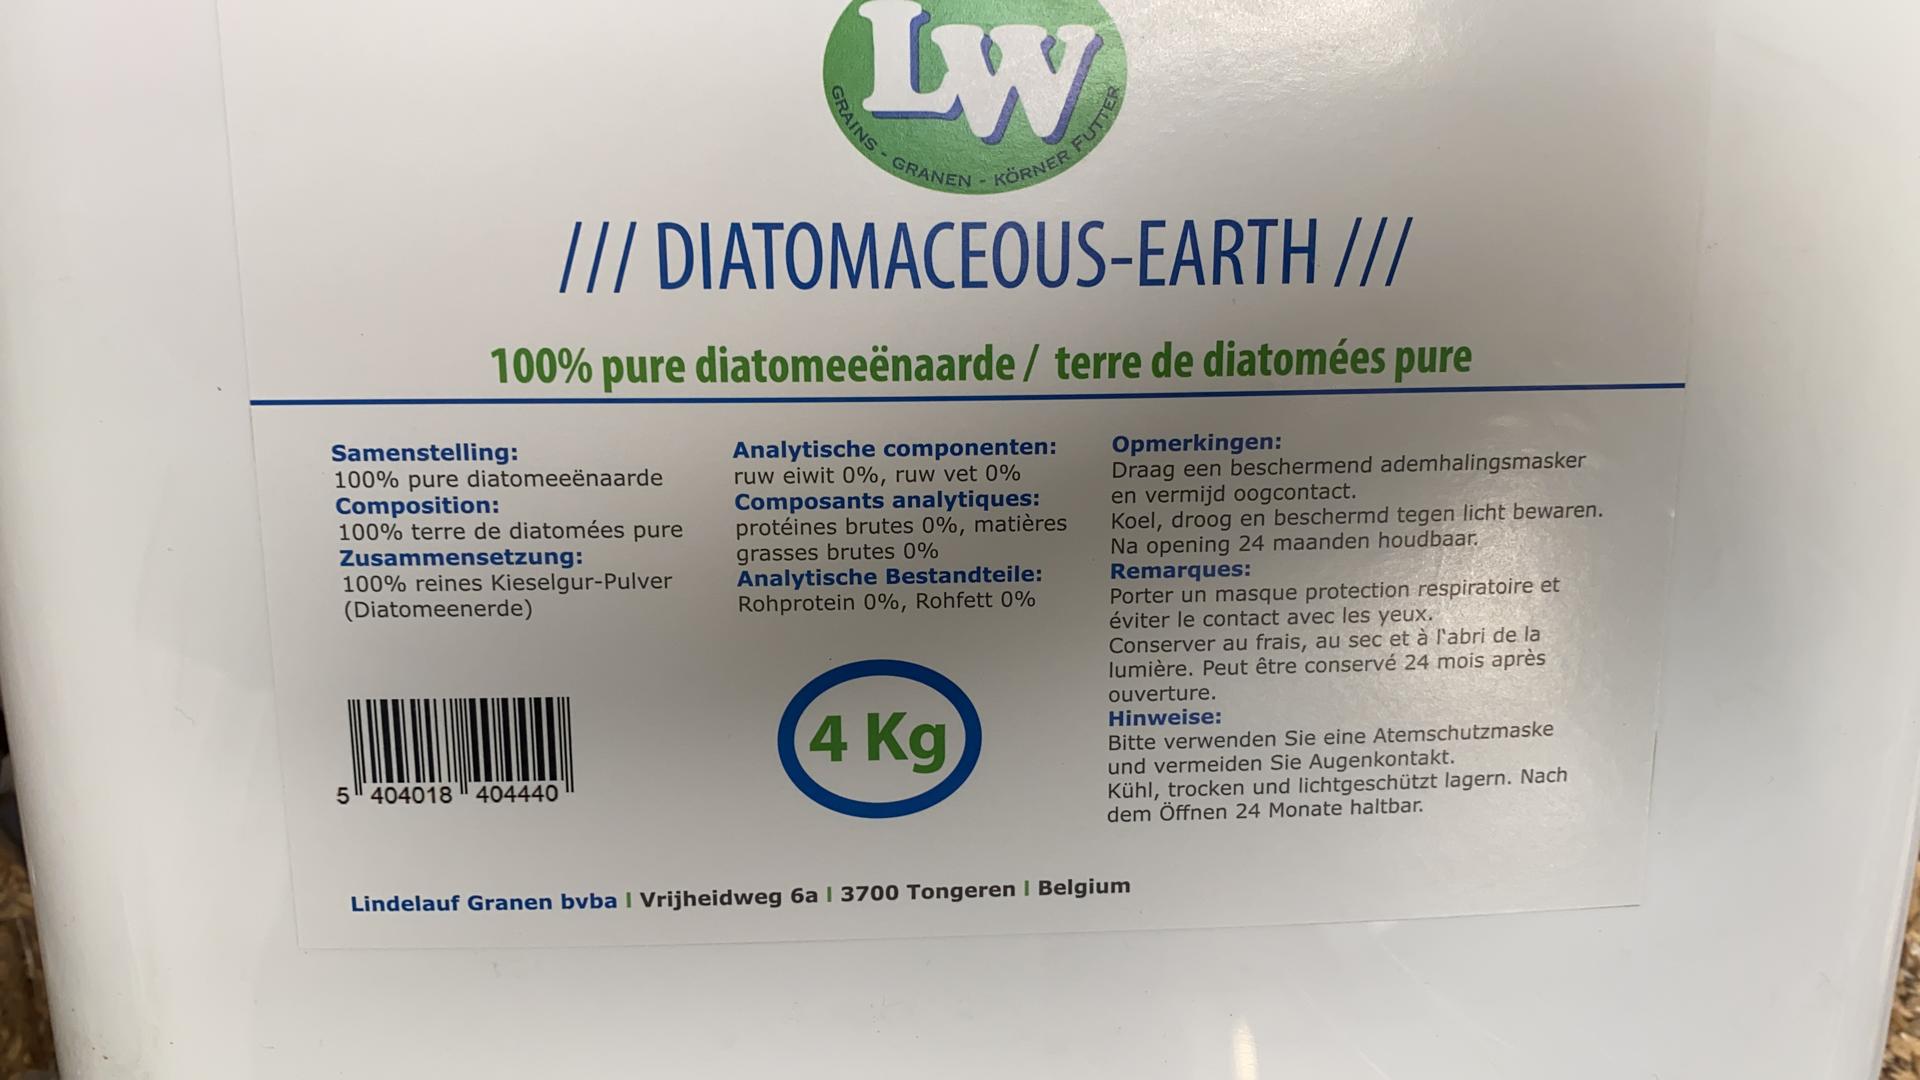 LW
GRAINS - GRANEN - KÖRNER FUTTER
/// DIATOMACEOUS-EARTH ///
100% pure diatomeeënaarde / terre de diatomées pure
Samenstelling:
100% pure diatomeeënaarde
Composition:
100% terre de diatomées pure
Zusammensetzung:
100% reines Kieselgur-Pulver
(Diatomeenerde)
Analytische componenten:
ruw eiwit 0%, ruw vet 0%
Composants analytiques:
protéines brutes 0%, matières
grasses brutes 0%
Analytische Bestandteile:
Rohprotein 0%, Rohfett 0%
Opmerkingen:
Draag een beschermend ademhalingsmasker
en vermijd oogcontact.
Koel, droog en beschermd tegen licht bewaren.
Na opening 24 maanden houdbaar.
Remarques:
Porter un masque protection respiratoire et
éviter le contact avec les yeux.
Conserver au frais, au sec et à l'abri de la
lumière. Peut être conservé 24 mois après
ouverture.
Hinweise:
Bitte verwenden Sie eine Atemschutzmaske
und vermeiden Sie Augenkontakt.
Kühl, trocken und lichtgeschützt lagern. Nach
dem Öffnen 24 Monate haltbar.
4 Kg
5 404018 404440
Lindelauf Granen bvba | Vrijheidweg 6a | 3700 Tongeren | Belgium